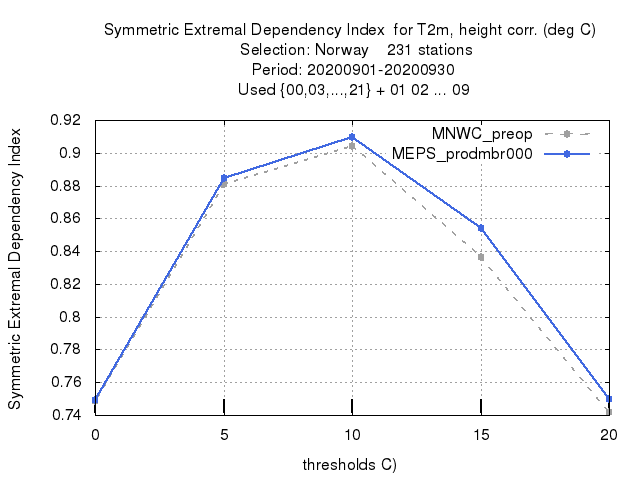 Symmetric Extremal Dependency Index  for T2m, height corr. (deg C)
Selection: Norway    231 stations
Period: 20200901-20200930
Used {00,03,...,21} + 01 02 ... 09
Symmetric Extremal Dependency Index
0.92
0.9
0.88
0.86
0.84
0.82
0.8
0.78
0.76
0.74
MNWC_preop
MEPS_prodmbr000
0 5 10 15 20
thresholds C)